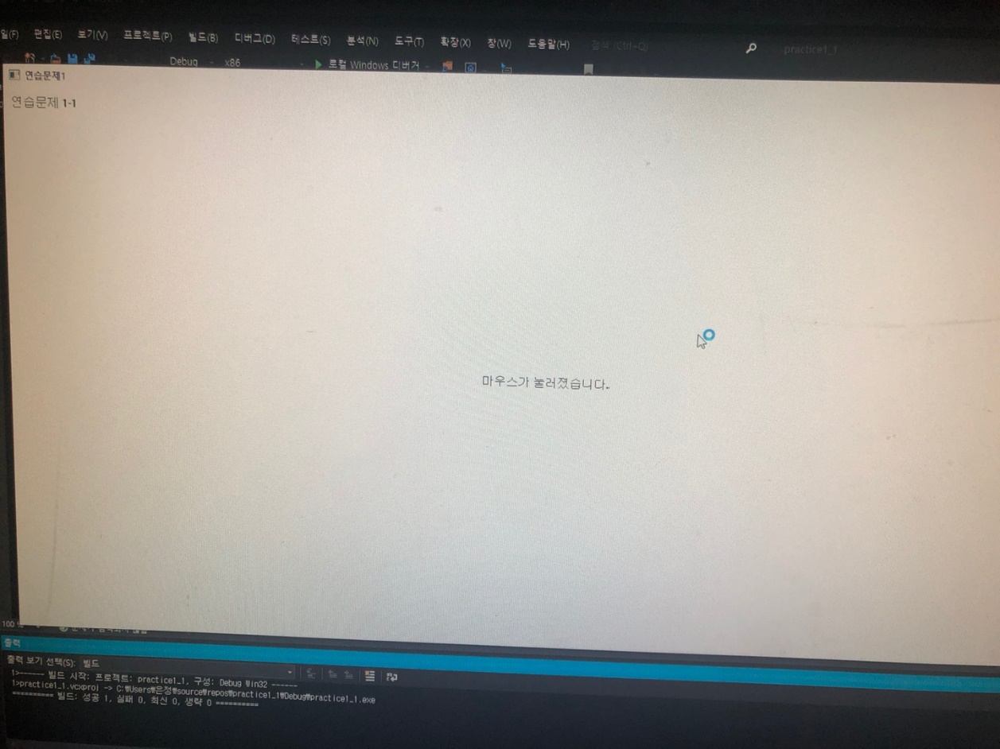 일(F) 편집(E) 보기(V) 프로젝트(P) 빌드(B) 디버그(D) 테스트(S) 분석(N) 도구(T) 확장(X) 창(W) 도움말(H) 검색 (Ctrl+Q) practice1_1
Debug x86 로컬 Windows 디버거
연습문제1
연습문제 1-1
마우스가 눌러졌습니다.
100 %
출력
출력 보기 선택(S): 빌드
1>------ 빌드 시작: 프로젝트: practice1_1, 구성: Debug Win32 ------
1>practice1_1.vcxproj -> C:₩Users₩은정₩source₩repos₩practice1_1₩Debug₩practice1_1.exe
========== 빌드: 성공 1, 실패 0, 최신 0, 생략 0 ==========